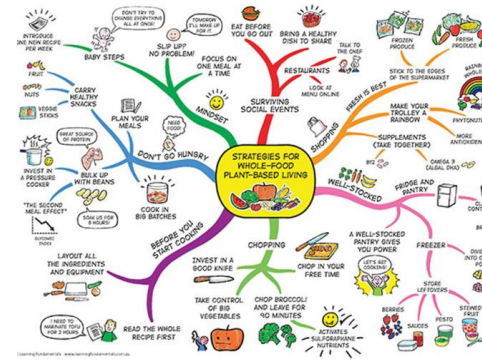 STRATEGIES FOR
WHOLE-FOOD
PLANT-BASED LIVING
MINDSET
BABY STEPS
INTRODUCE
ONE NEW RECIPE
PER WEEK
DON'T TRY TO
CHANGE EVERYTHING
ALL AT ONCE!
SLIP UP?
NO PROBLEM!
TOMORROW
I'LL MAKE UP
FOR IT
FOCUS ON
ONE MEAL AT
A TIME
SURVIVING
SOCIAL EVENTS
EAT BEFORE
YOU GO OUT
BRING A HEALTHY
DISH TO SHARE
RESTAURANTS
TALK TO
THE CHEF
LOOK AT
MENU ONLINE
SHOPPING
FRESH IS BEST
FROZEN
PRODUCE
FRESH
PRODUCE
STICK TO THE EDGES
OF THE SUPERMARKET
MAKE YOUR
TROLLEY A
RAINBOW
MORE
SUPPLEMENTS
(TAKE TOGETHER)
B12
OMEGA 3
WELL-STOCKED
FRIDGE AND
PANTRY
A WELL-STOCKED
PANTRY GIVES
YOU POWER
LET'S GET
COOKING!
FREEZER
STORE
LEFTOVERS
BERRIES
SAUCES
PESTO
STEWED
FRUIT
CHOPPING
INVEST IN A
GOOD KNIFE
CHOP IN YOUR
FREE TIME
TAKE CONTROL
OF BIG
VEGETABLES
CHOP BROCCOLI
AND LEAVE FOR
90 MINUTES
ACTIVATES
SULFORAPHANE
NUTRIENTS
BEFORE YOU
START COOKING
LAYOUT ALL
THE INGREDIENTS
AND EQUIPMENT
READ THE WHOLE
RECIPE FIRST
I NEED TO
MARINATE TOFU
FOR 2 HOURS
DON'T GO HUNGRY
CARRY
HEALTHY
SNACKS
FRUIT
NUTS
VEGGIE
STICKS
PLAN YOUR
MEALS
NEED
FOOD!
BULK UP
WITH BEANS
GREAT SOURCE
OF PROTEIN
INVEST IN
A PRESSURE
COOKER
"THE SECOND
MEAL EFFECT"
SOAK US FOR
8 HOURS!
COOK IN
BIG BATCHES
www.learningfundamentals.com.au